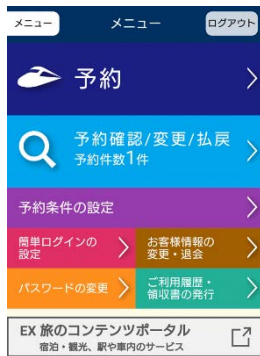 メニュー
メニュー
ログアウト
予約
予約確認/変更/払戻
予約件数1件
予約条件の設定
簡単ログインの
設定
お客様情報の
変更・退会
パスワードの変更
ご利用履歴・
領収書の発行
EX 旅のコンテンツポータル
宿泊・観光、駅や車内のサービス